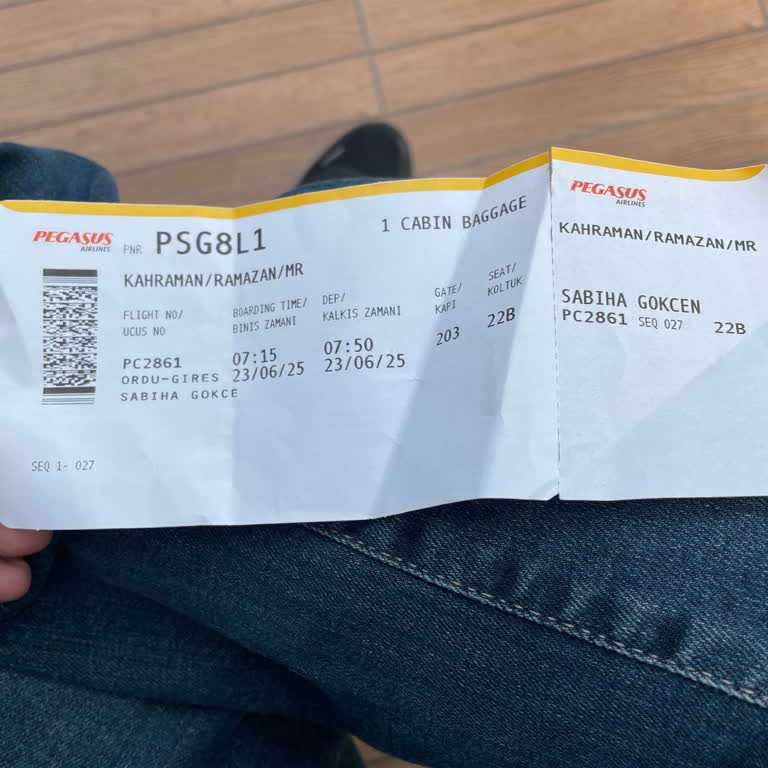 PEGASUS
AIRLINES
PNR PSG8L1
1 CABIN BAGGAGE
KAHRAMAN/RAMAZAN/MR
FLIGHT NO/
UCUS NO
BOARDING TIME/
BINIS ZAMANI
DEP/
KALKIS ZAMANI
GATE/
KAPI
SEAT/
KOLTUK
PC2861
07:15
07:50
203
22B
ORDU-GIRES
23/06/25
23/06/25
SABIHA GOKCE
SEQ 1- 027
PEGASUS
AIRLINES
KAHRAMAN/RAMAZAN/MR
SABIHA GOKCEN
PC2861 SEQ 027 22B